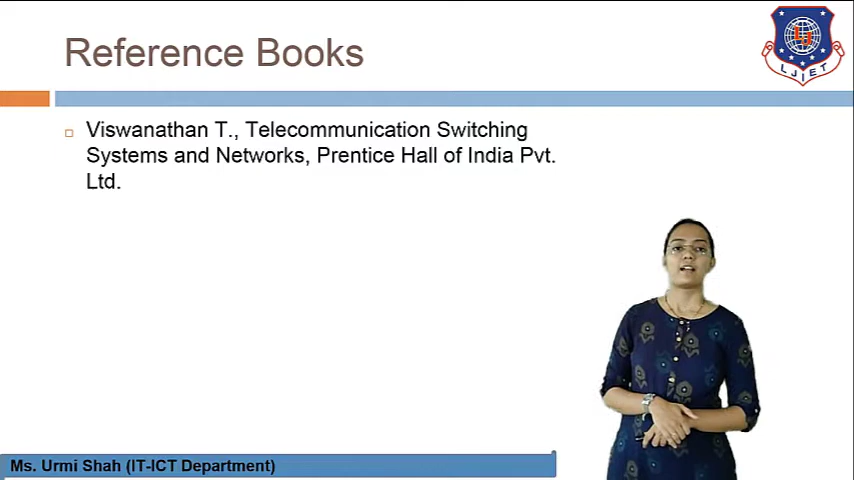 Reference Books
LJ
LJIET
Viswanathan T., Telecommunication Switching
Systems and Networks, Prentice Hall of India Pvt.
Ltd.
Ms. Urmi Shah (IT-ICT Department)